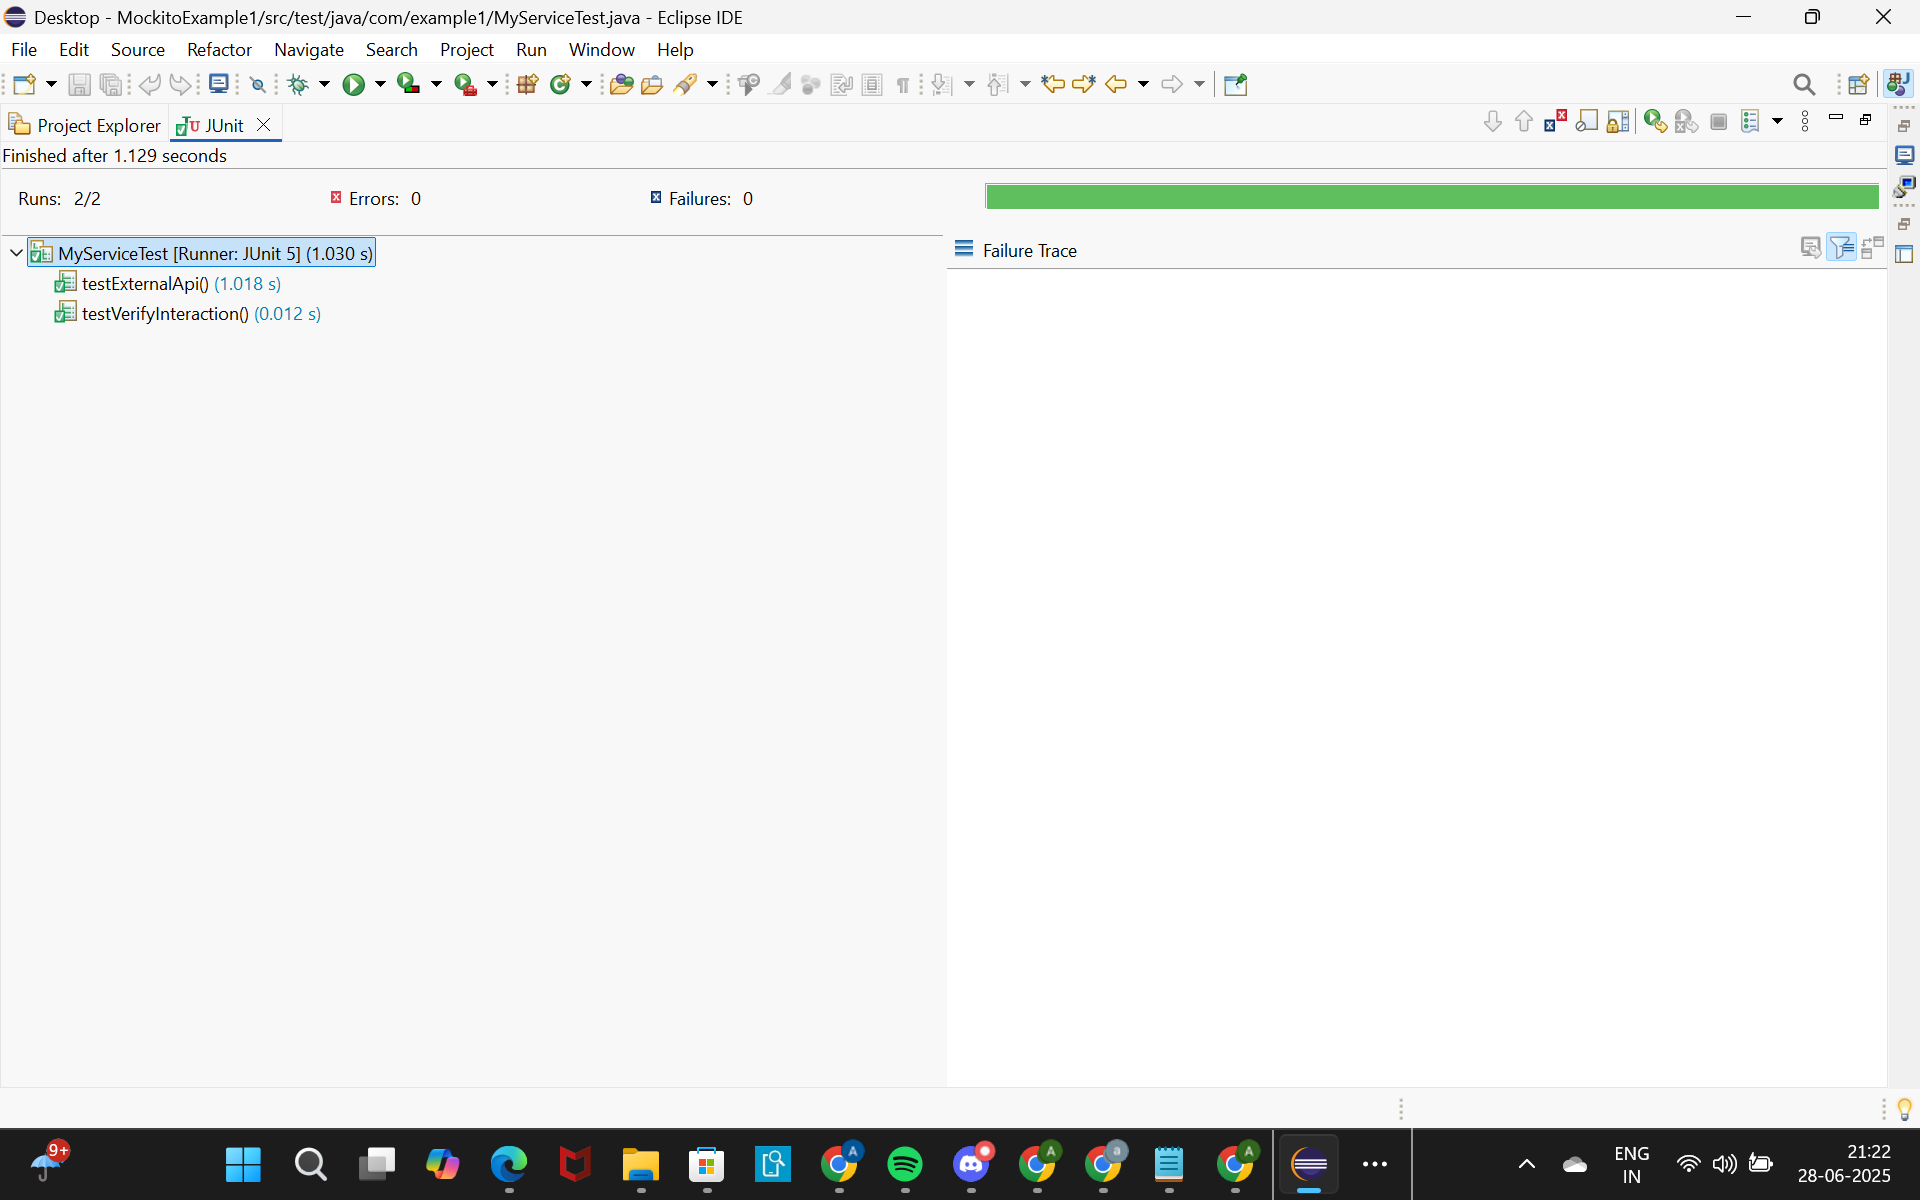 Desktop - MockitoExample1/src/test/java/com/example1/MyServiceTest.java - Eclipse IDE
File Edit Source Refactor Navigate Search Project Run Window Help
Project Explorer JUnit
Finished after 1.129 seconds
Runs: 2/2 Errors: 0 Failures: 0
MyServiceTest [Runner: JUnit 5] (1.030 s)
Failure Trace
testExternalApi() (1.018 s)
testVerifyInteraction() (0.012 s)
9+
A
A
a
A
ENG
IN
21:22
28-06-2025